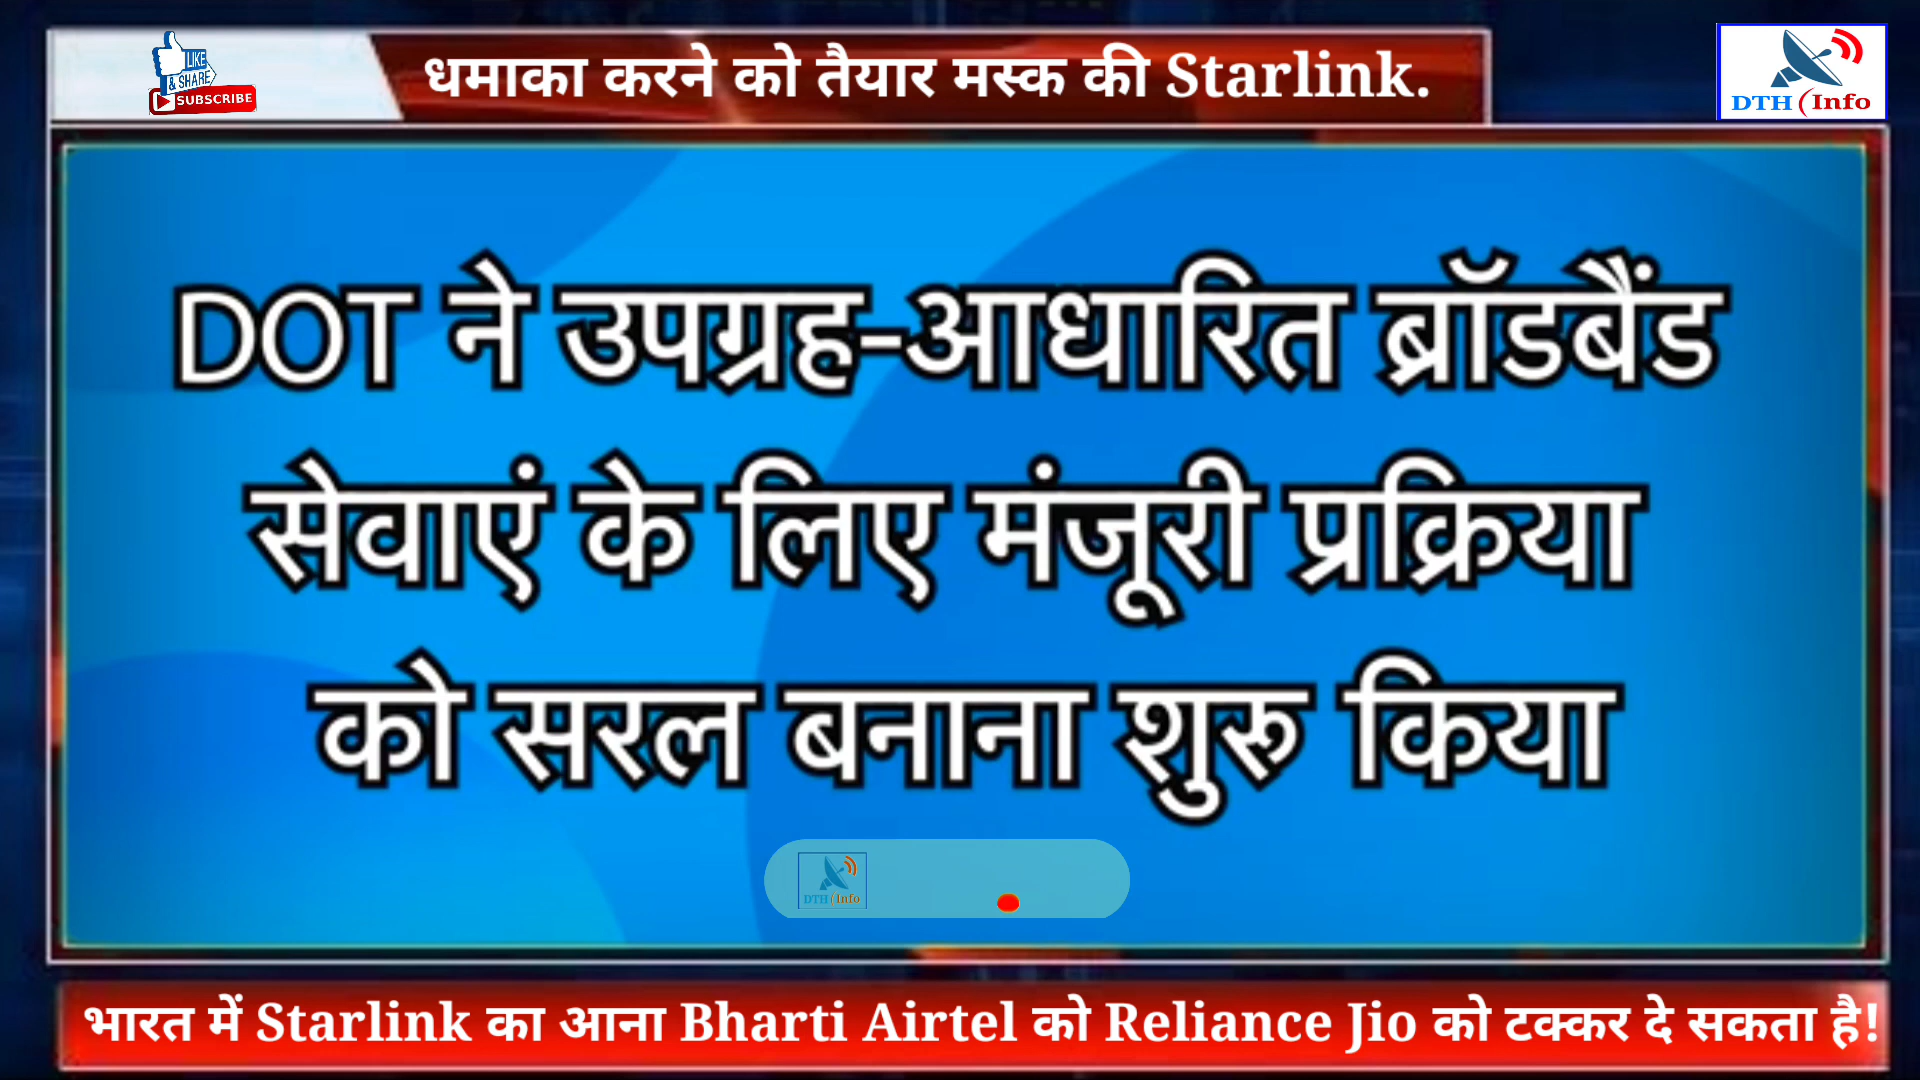 LIKE
& SHARE
SUBSCRIBE
धमाका करने को तैयार मस्क की Starlink.
DTH Info
DOT ने उपग्रह-आधारित ब्रॉडबैंड
सेवाएं के लिए मंजूरी प्रक्रिया
को सरल बनाना शुरू किया
DTH Info
भारत में Starlink का आना Bharti Airtel को Reliance Jio को टक्कर दे सकता है!